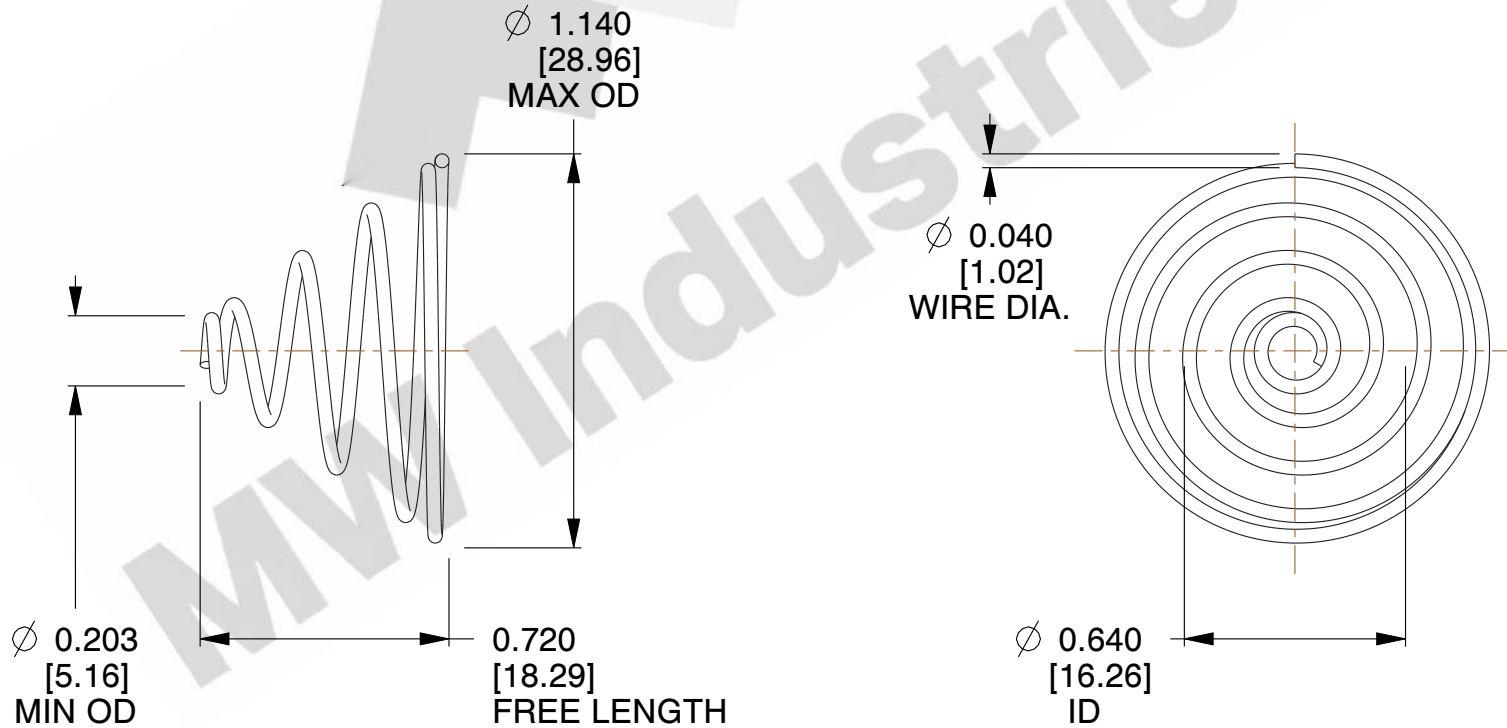 Ø 1.140
[28.96]
MAX OD
Ø 0.040
[1.02]
WIRE DIA.
Ø 0.203
[5.16]
MIN OD
0.720
[18.29]
FREE LENGTH
Ø 0.640
[16.26]
ID
MW Industrie